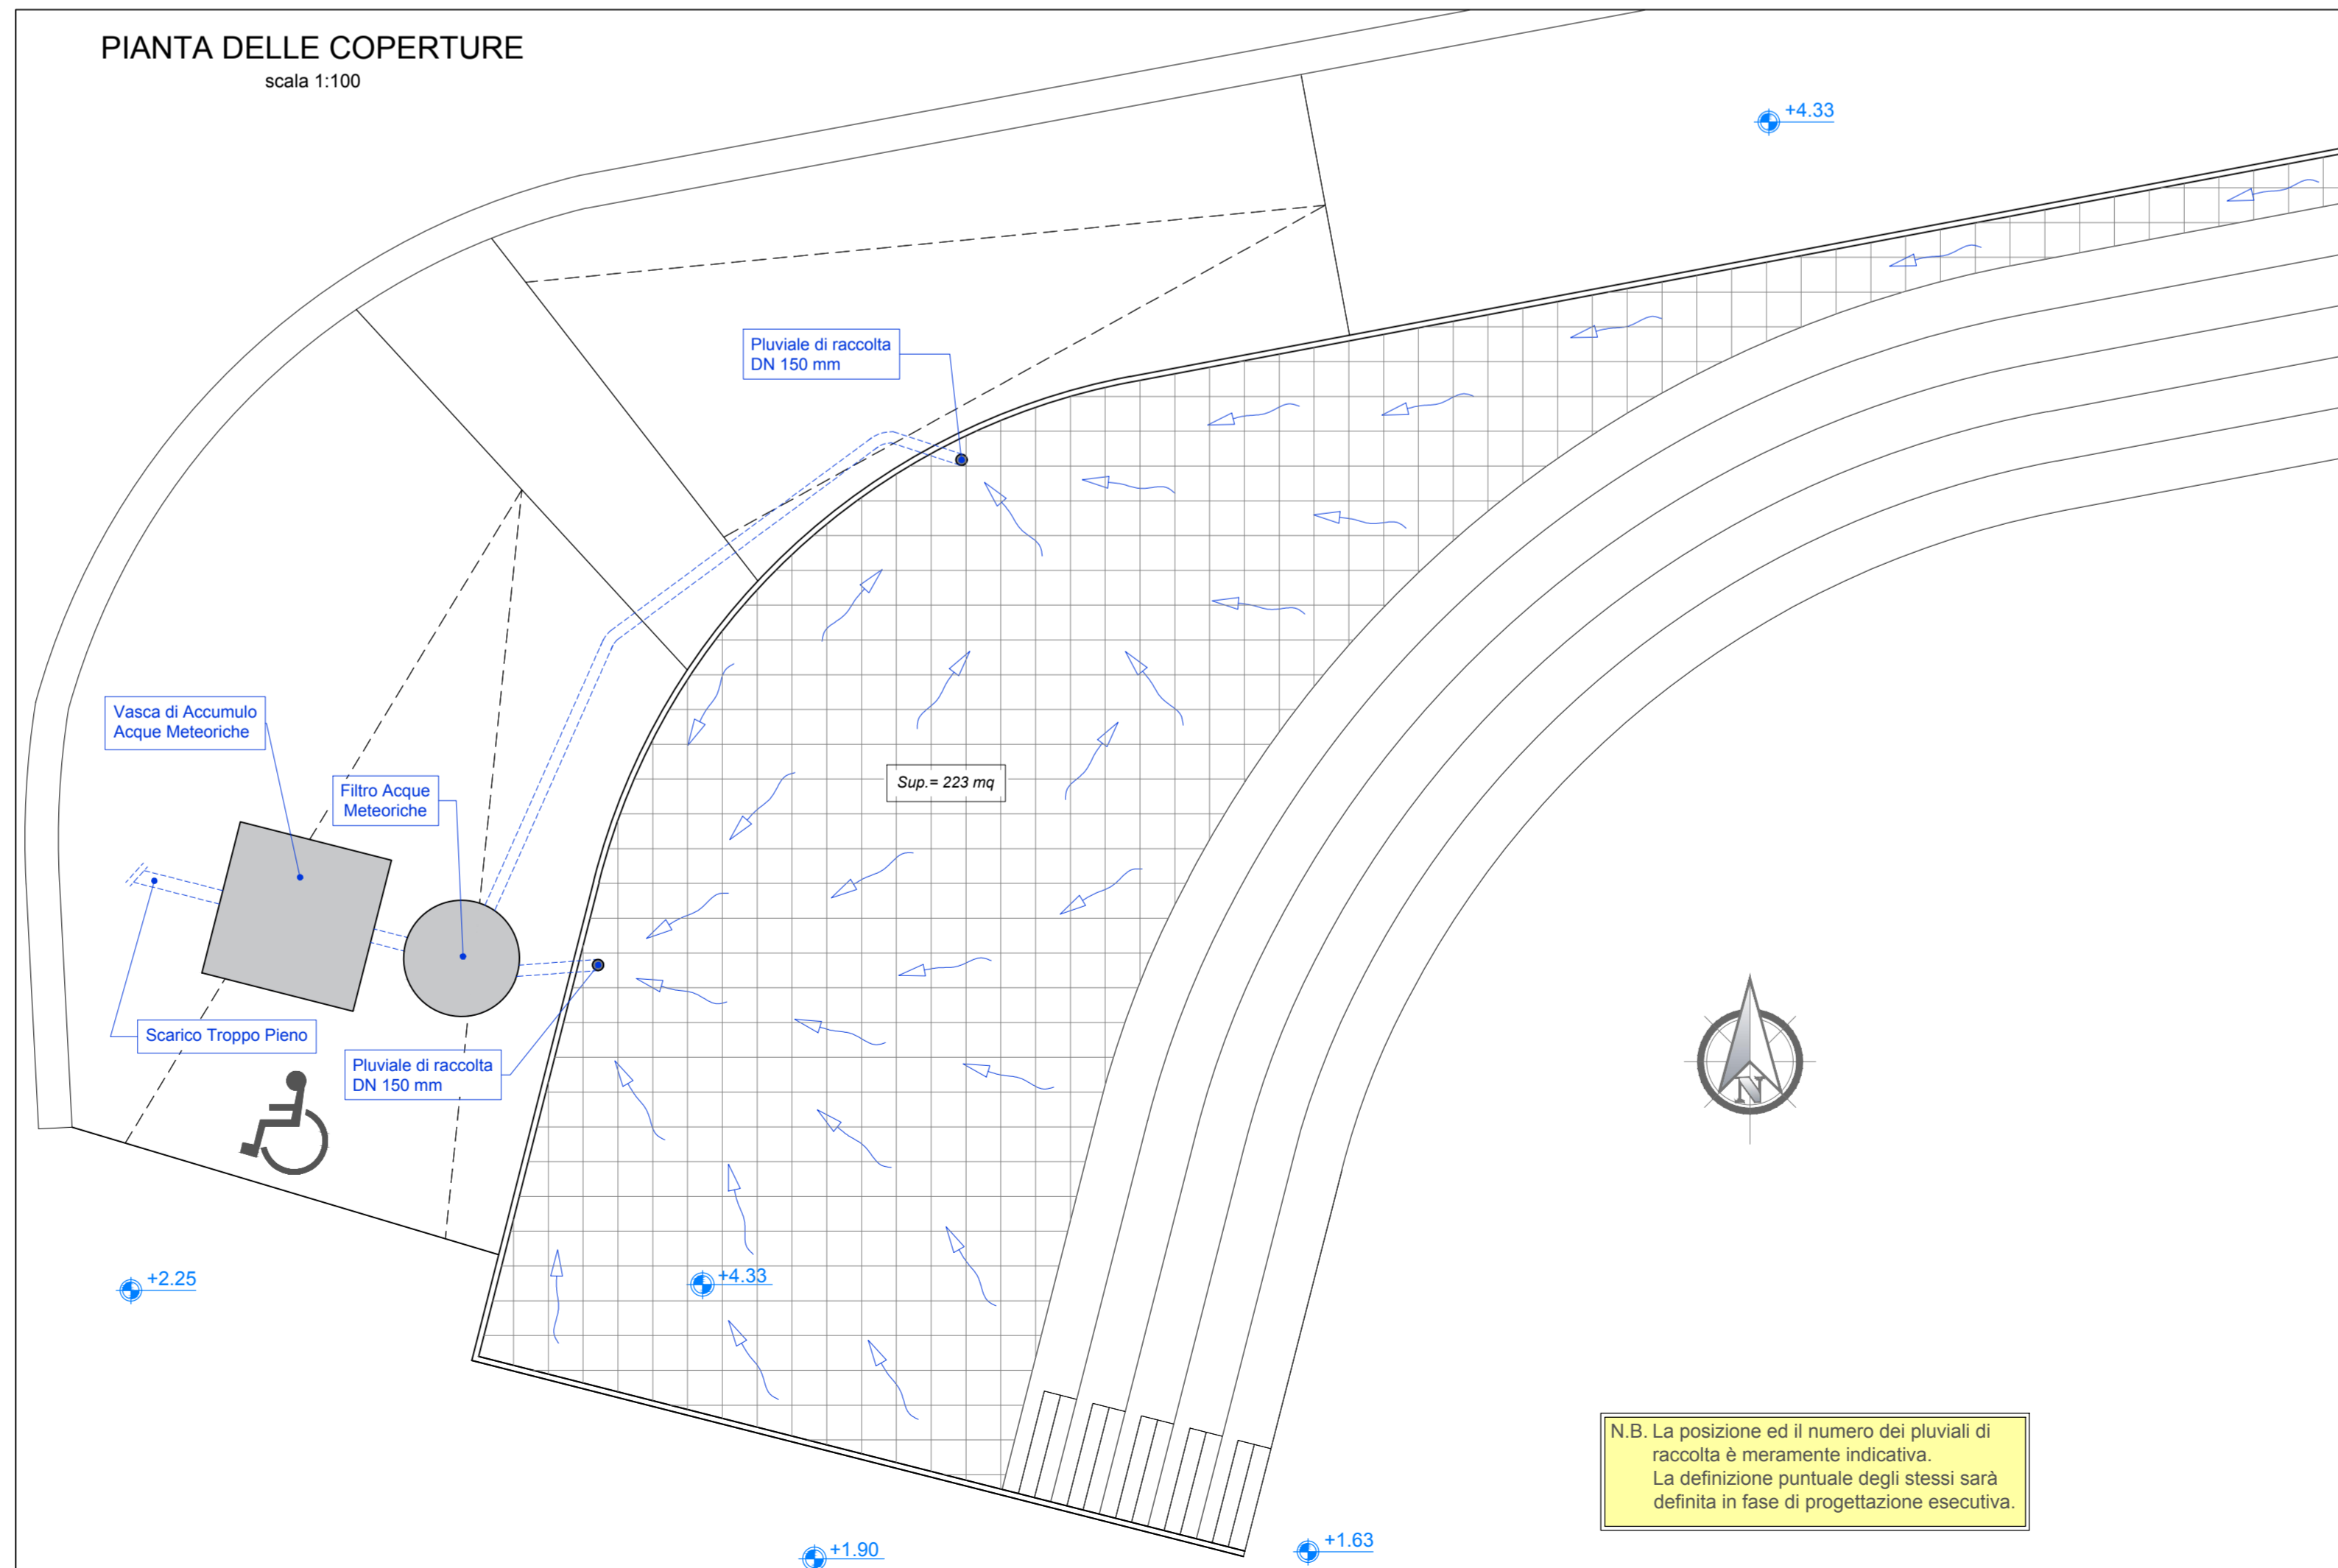 PIANTA DELLE COPERTURE
scala 1:100
+4.33
Pluviale di raccolta
DN 150 mm
Vasca di Accumulo
Acque Meteoriche
Filtro Acque
Meteoriche
Sup.= 223 mq
Scarico Troppo Pieno
Pluviale di raccolta
DN 150 mm
N
+2.25
+4.33
N.B. La posizione ed il numero dei pluviali di
raccolta è meramente indicativa.
La definizione puntuale degli stessi sarà
definita in fase di progettazione esecutiva.
+1.90
+1.63